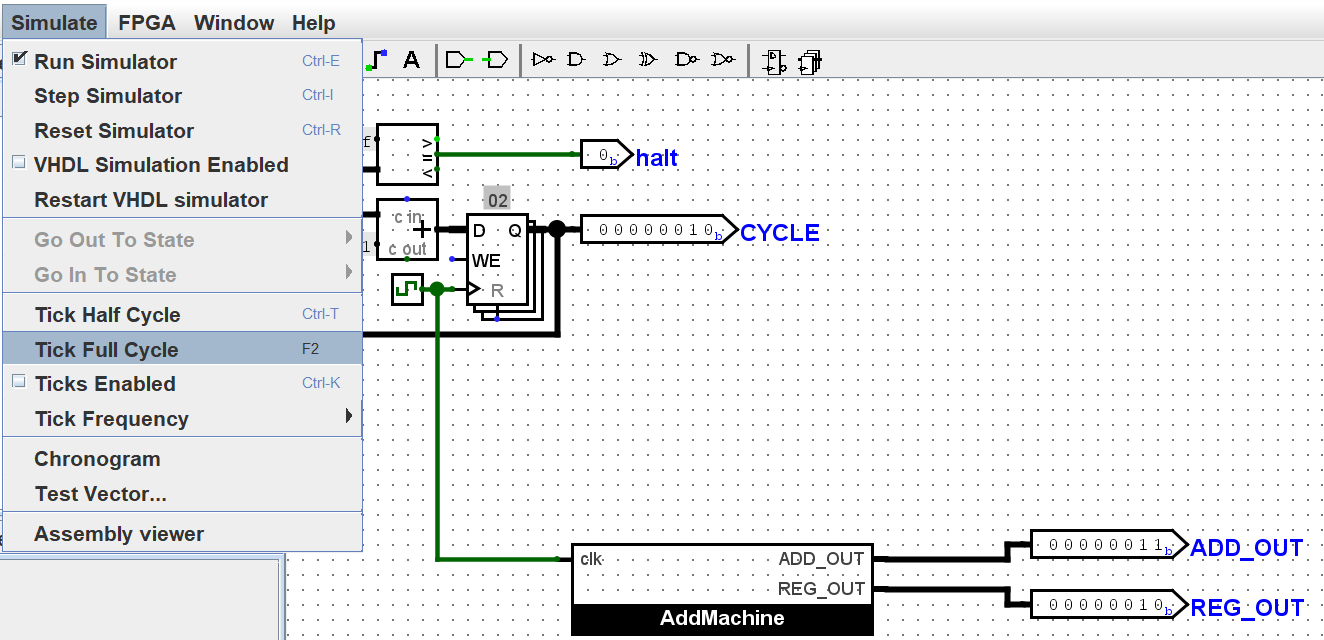 Simulate FPGA Window Help
Run Simulator Ctrl-E
Step Simulator Ctrl-I
Reset Simulator Ctrl-R
VHDL Simulation Enabled
Restart VHDL simulator
Go Out To State
Go In To State
Tick Half Cycle Ctrl-T
Tick Full Cycle F2
Ticks Enabled Ctrl-K
Tick Frequency
Chronogram
Test Vector...
Assembly viewer
A
f
>
=
<
0b
halt
02
c in
+
c out
1
D Q
WE
R
00000010b
CYCLE
clk
ADD_OUT
REG_OUT
AddMachine
00000011b
ADD_OUT
00000010b
REG_OUT